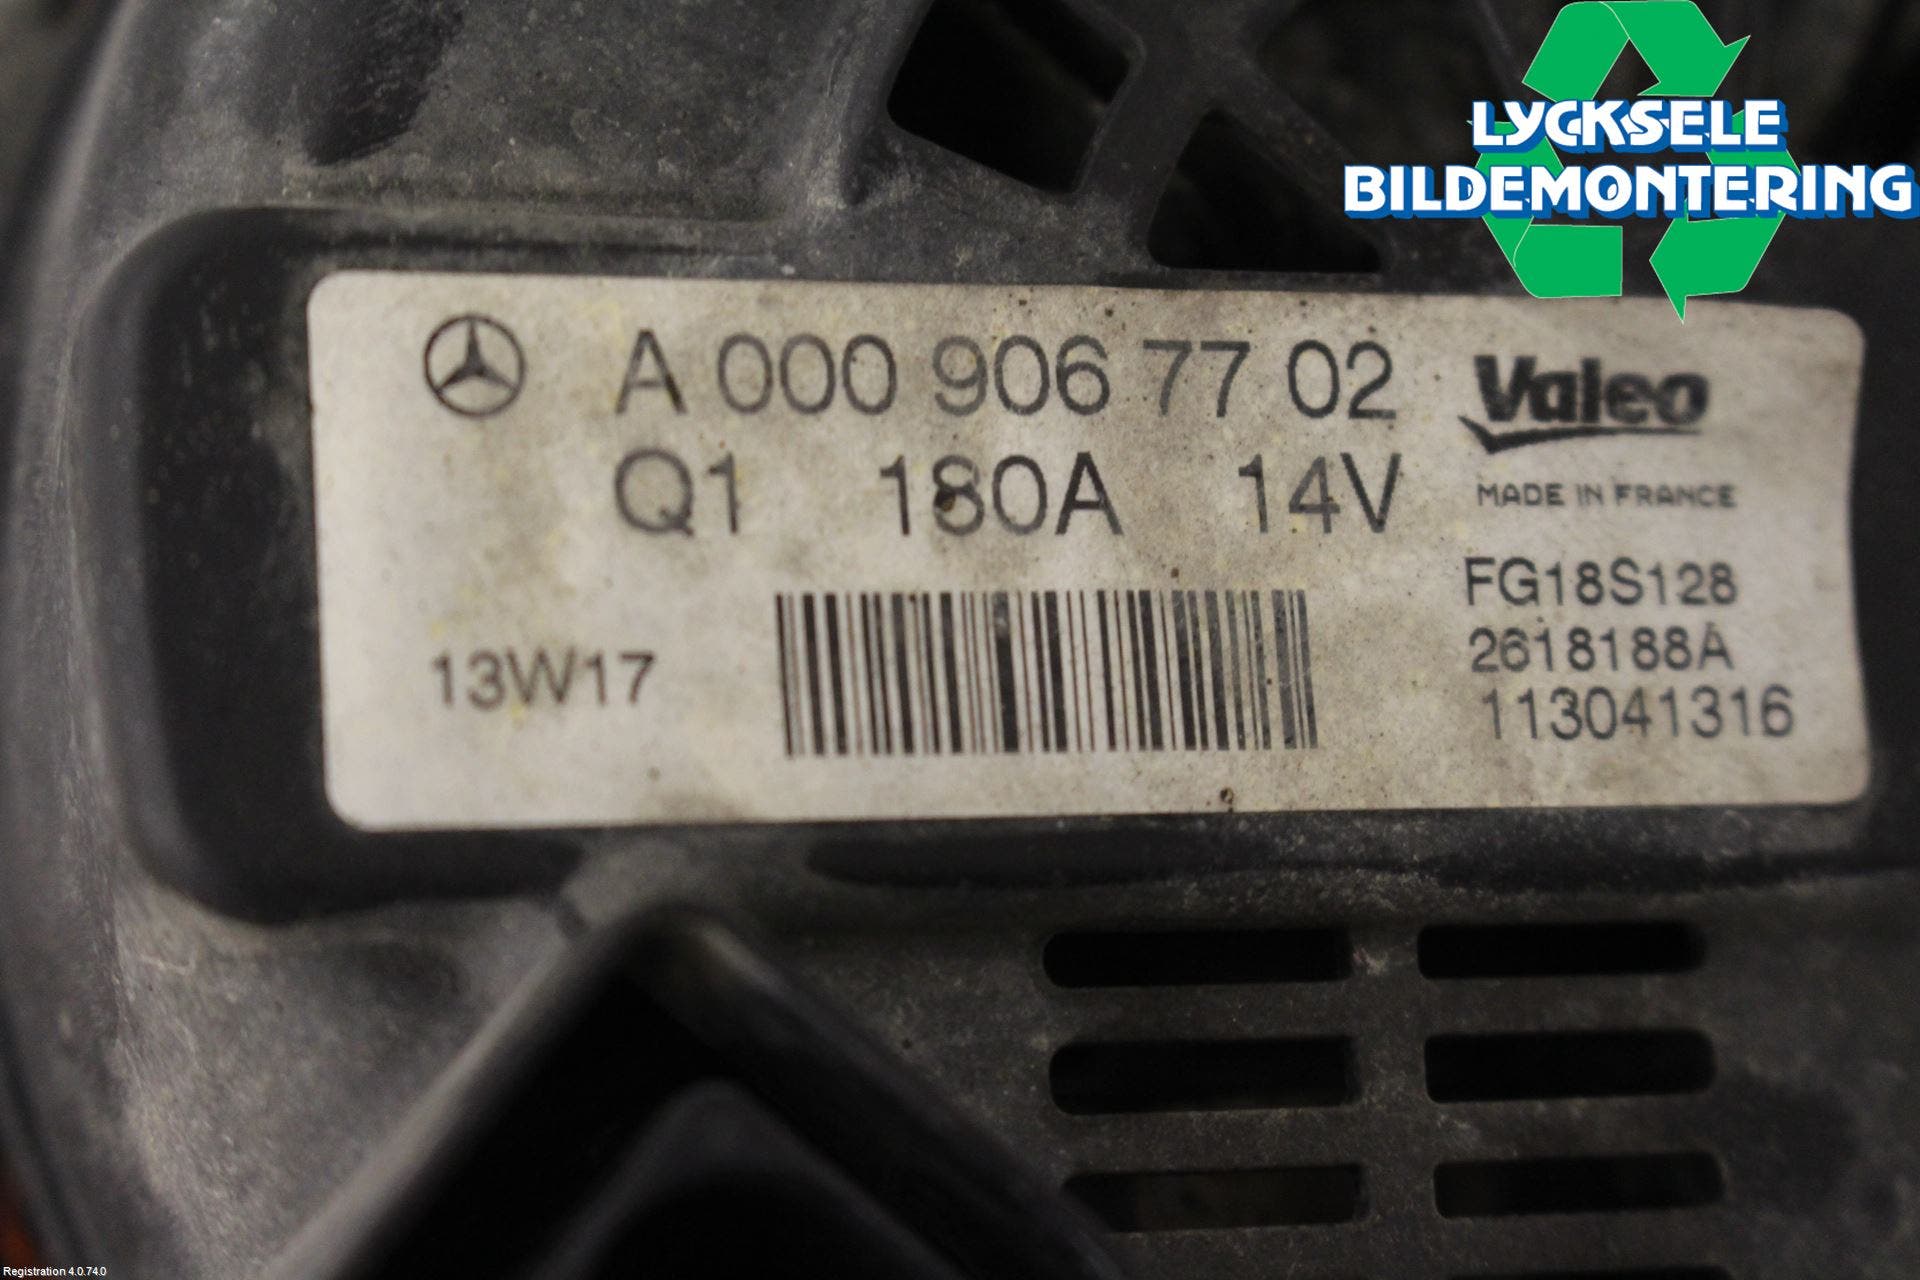 LYCKSELE
BILDEMONTERING
A 000 906 77 02
Valeo
Q1 180A 14V
MADE IN FRANCE
FG18S128
13W17
2618188A
113041316
Registration 4.0.74.0